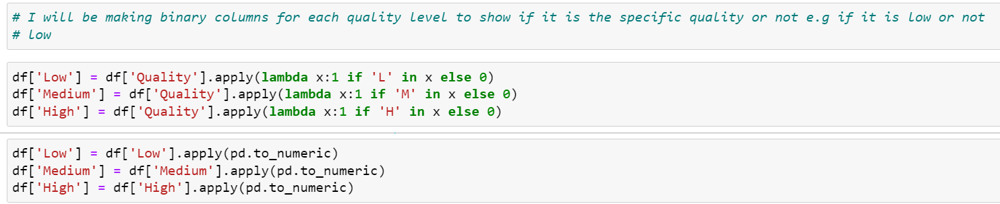 # I will be making binary columns for each quality level to show if it is the specific quality or not e.g if it is low or not
# low
df['Low'] = df['Quality'].apply(lambda x:1 if 'L' in x else 0)
df['Medium'] = df['Quality'].apply(lambda x:1 if 'M' in x else 0)
df['High'] = df['Quality'].apply(lambda x:1 if 'H' in x else 0)
df['Low'] = df['Low'].apply(pd.to_numeric)
df['Medium'] = df['Medium'].apply(pd.to_numeric)
df['High'] = df['High'].apply(pd.to_numeric)